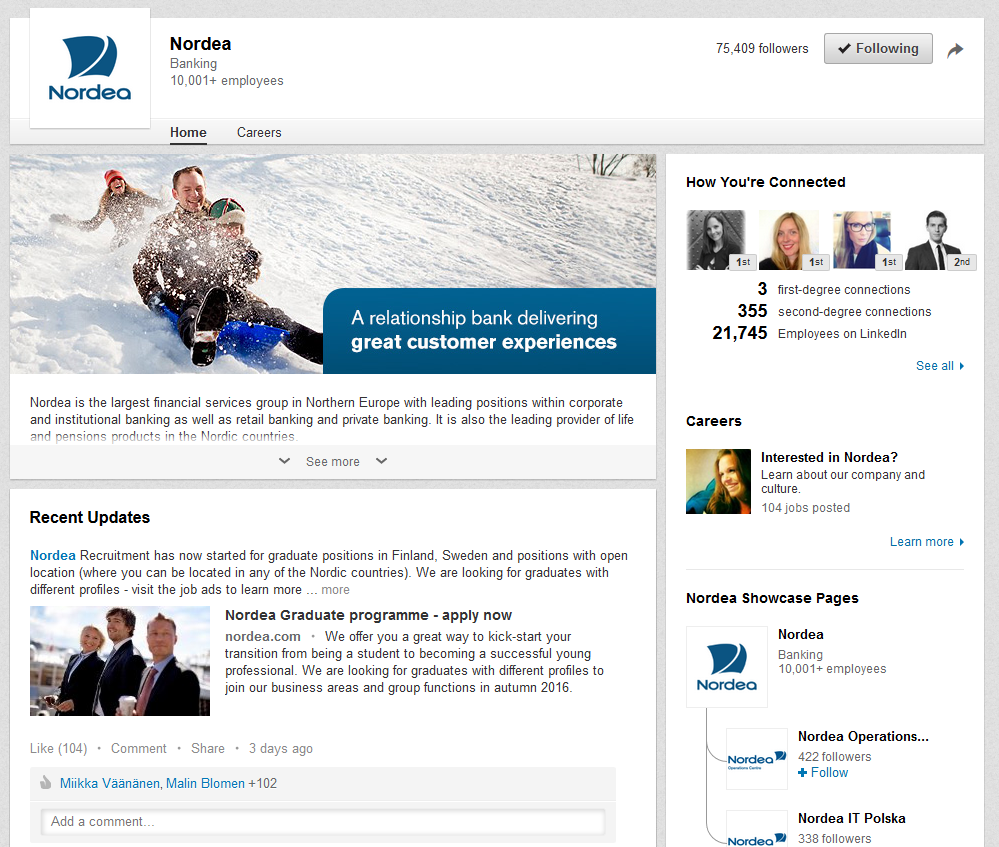 Nordea
Nordea
Banking
10,001+ employees
75,409 followers
Following
Home
Careers
A relationship bank delivering
great customer experiences
Nordea is the largest financial services group in Northern Europe with leading positions within corporate
and institutional banking as well as retail banking and private banking. It is also the leading provider of life
and pensions products in the Nordic countries.
See more
Recent Updates
Nordea Recruitment has now started for graduate positions in Finland, Sweden and positions with open
location (where you can be located in any of the Nordic countries). We are looking for graduates with
different profiles - visit the job ads to learn more ... more
Nordea Graduate programme - apply now
nordea.com • We offer you a great way to kick-start your
transition from being a student to becoming a successful young
professional. We are looking for graduates with different profiles to
join our business areas and group functions in autumn 2016.
Like (104) • Comment • Share • 3 days ago
Miikka Väänänen, Malin Blomen +102
Add a comment...
How You're Connected
1st
1st
1st
2nd
3 first-degree connections
355 second-degree connections
21,745 Employees on LinkedIn
See all
Careers
Interested in Nordea?
Learn about our company and
culture.
104 jobs posted
Learn more
Nordea Showcase Pages
Nordea
Nordea
Banking
10,001+ employees
Nordea
Operations Centre
Nordea Operations...
422 followers
Follow
Nordea
Nordea IT Polska
338 followers